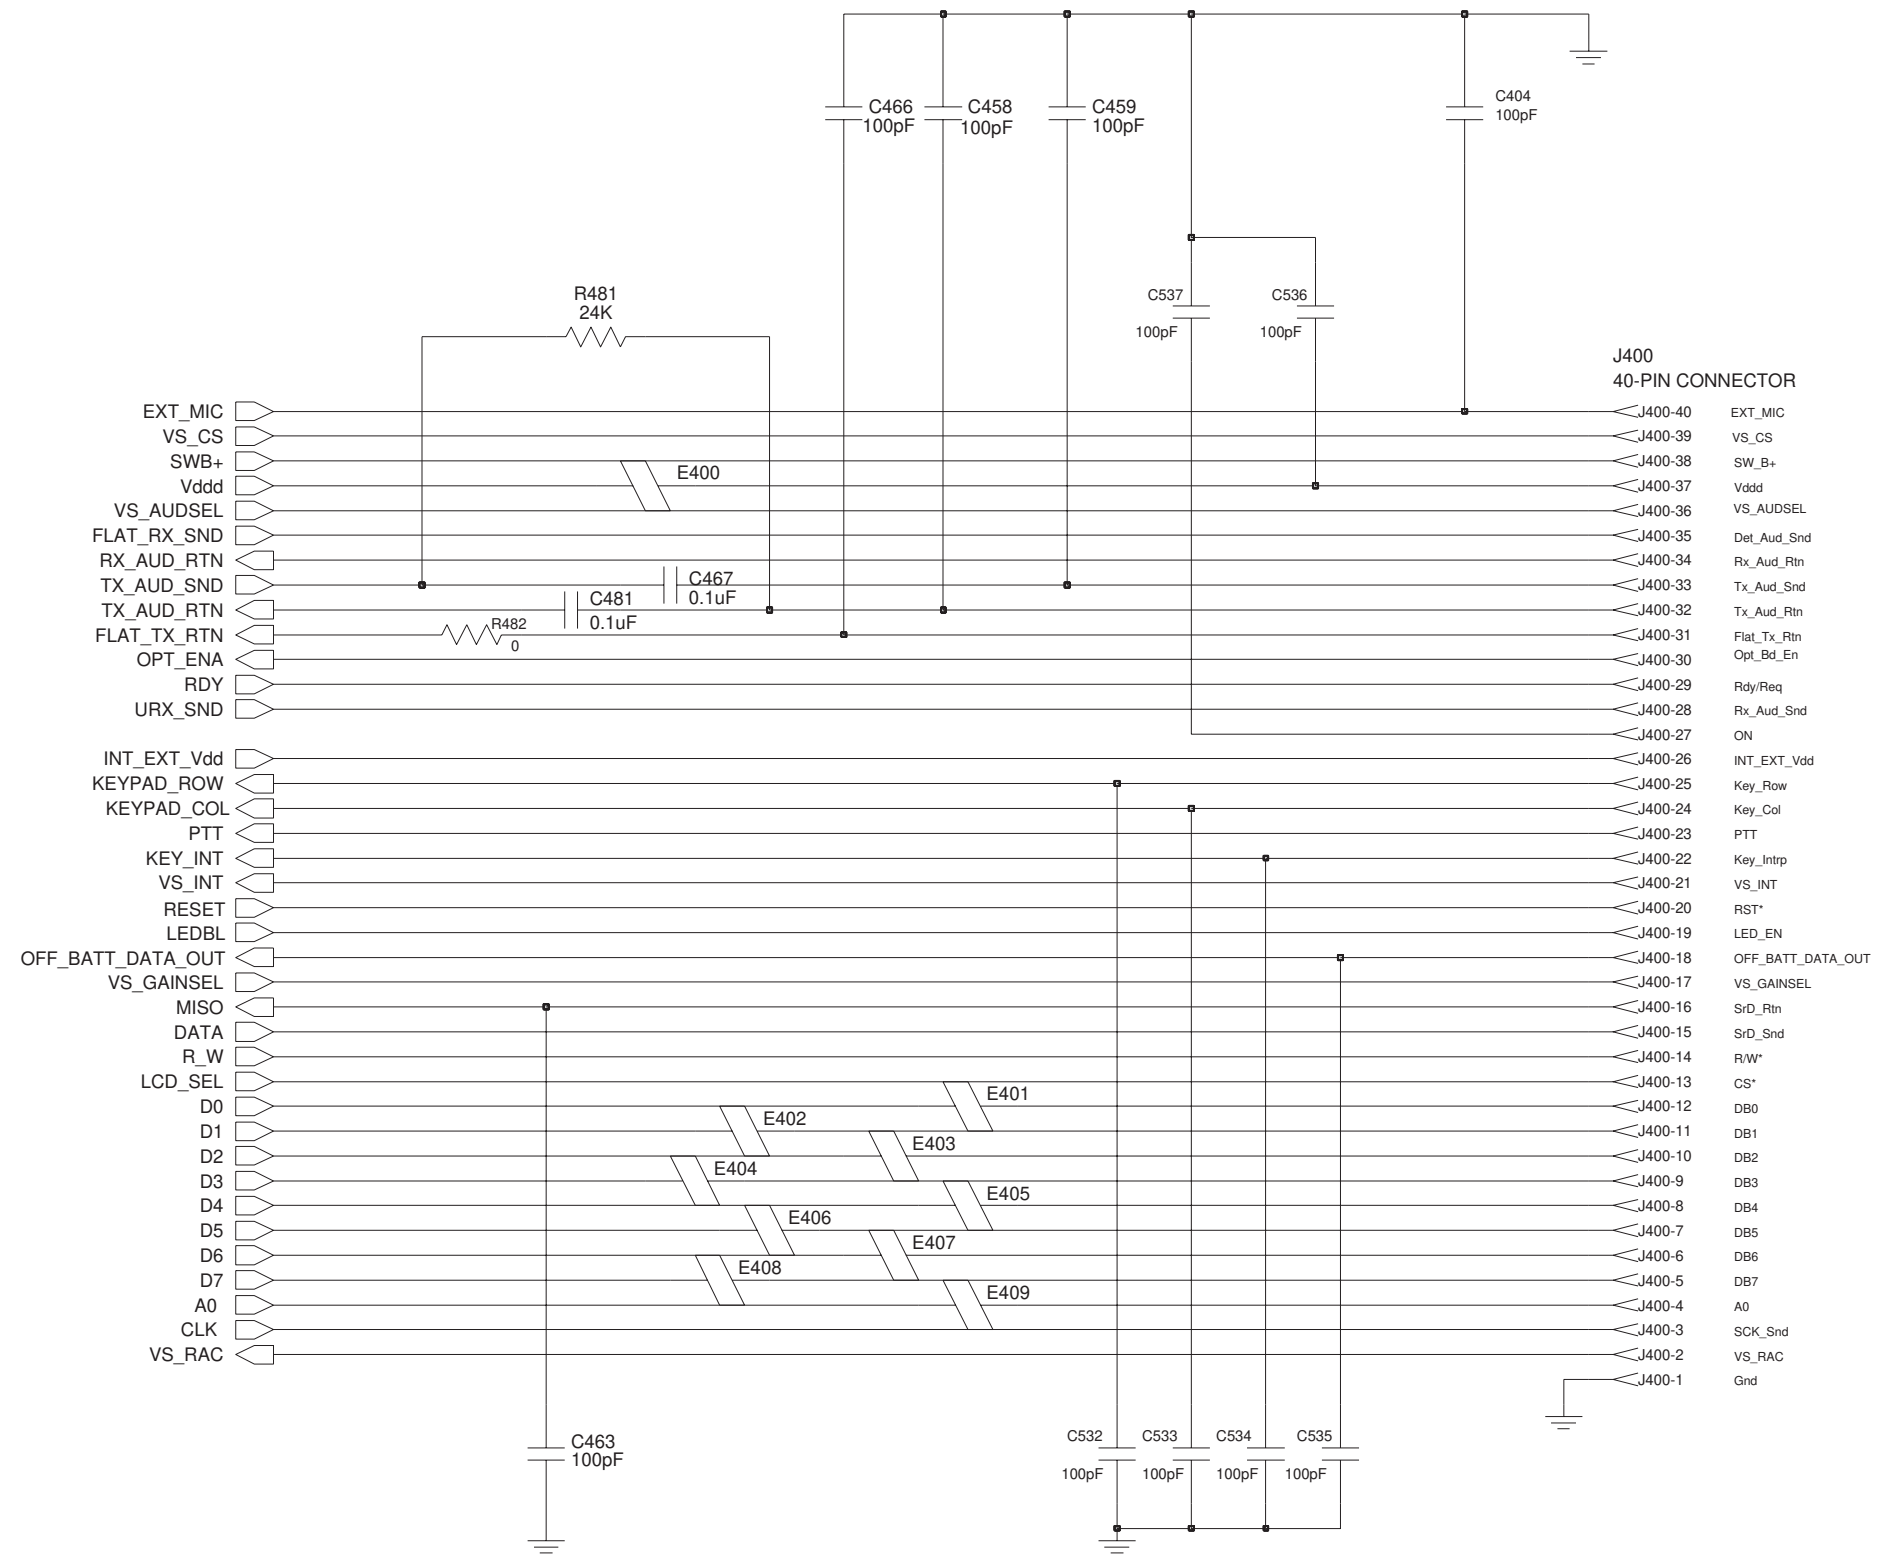 C466
100pF
C458
100pF
C459
100pF
C404
100pF
R481
24K
C537
100pF
C536
100pF
J400
40-PIN CONNECTOR
EXT_MIC J400-40 EXT_MIC
VS_CS J400-39 VS_CS
SWB+ J400-38 SW_B+
E400
Vddd J400-37 Vddd
VS_AUDSEL J400-36 VS_AUDSEL
FLAT_RX_SND J400-35 Det_Aud_Snd
RX_AUD_RTN J400-34 Rx_Aud_Rtn
TX_AUD_SND C467 J400-33 Tx_Aud_Snd
0.1uF
TX_AUD_RTN C481 J400-32 Tx_Aud_Rtn
0.1uF
FLAT_TX_RTN R482 J400-31 Flat_Tx_Rtn
0
OPT_ENA J400-30 Opt_Bd_En
RDY J400-29 Rdy/Req
URX_SND J400-28 Rx_Aud_Snd
J400-27 ON
INT_EXT_Vdd J400-26 INT_EXT_Vdd
KEYPAD_ROW J400-25 Key_Row
KEYPAD_COL J400-24 Key_Col
PTT J400-23 PTT
KEY_INT J400-22 Key_Intrp
VS_INT J400-21 VS_INT
RESET J400-20 RST*
LEDBL J400-19 LED_EN
OFF_BATT_DATA_OUT J400-18 OFF_BATT_DATA_OUT
VS_GAINSEL J400-17 VS_GAINSEL
MISO J400-16 SrD_Rtn
DATA J400-15 SrD_Snd
R_W J400-14 R/W*
LCD_SEL J400-13 CS*
E401
D0 J400-12 DB0
E402
D1 J400-11 DB1
E403
D2 J400-10 DB2
E404
D3 J400-9 DB3
E405
D4 J400-8 DB4
E406
D5 J400-7 DB5
E407
D6 J400-6 DB6
E408
D7 J400-5 DB7
E409
A0 J400-4 A0
CLK J400-3 SCK_Snd
VS_RAC J400-2 VS_RAC
J400-1 Gnd
C463
100pF
C532
100pF
C533
100pF
C534
100pF
C535
100pF